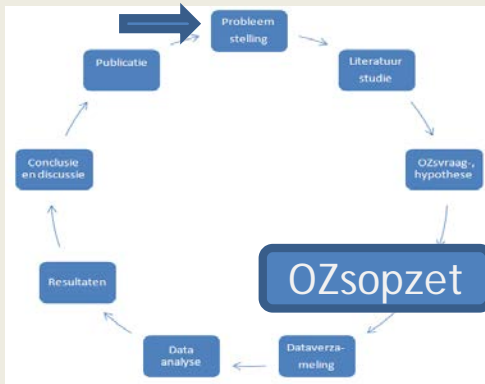 Probleem
stelling
Literatuur
studie
OZsvraag-,
hypothese
OZsopzet
Dataverza-
meling
Data
analyse
Resultaten
Conclusie
en discussie
Publicatie